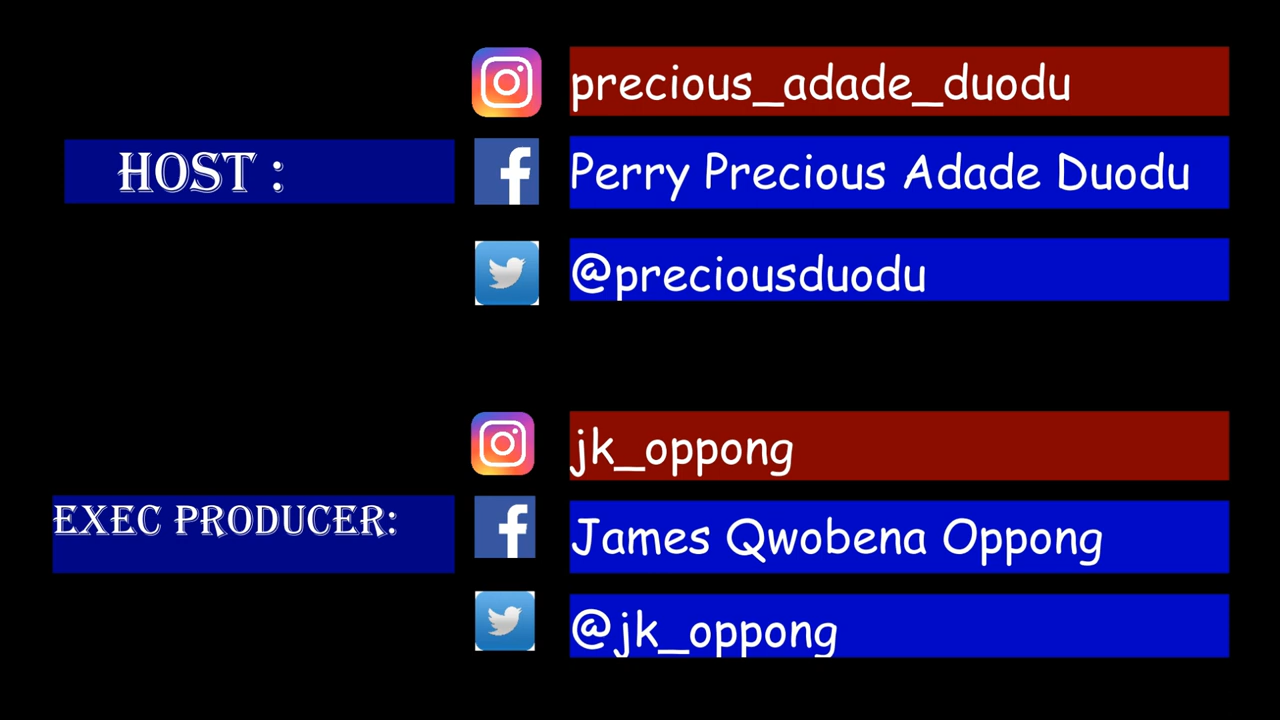 precious_adade_duodu
HOST :
Perry Precious Adade Duodu
@preciousduodu
jk_oppong
EXEC PRODUCER:
James Qwobena Oppong
@jk_oppong